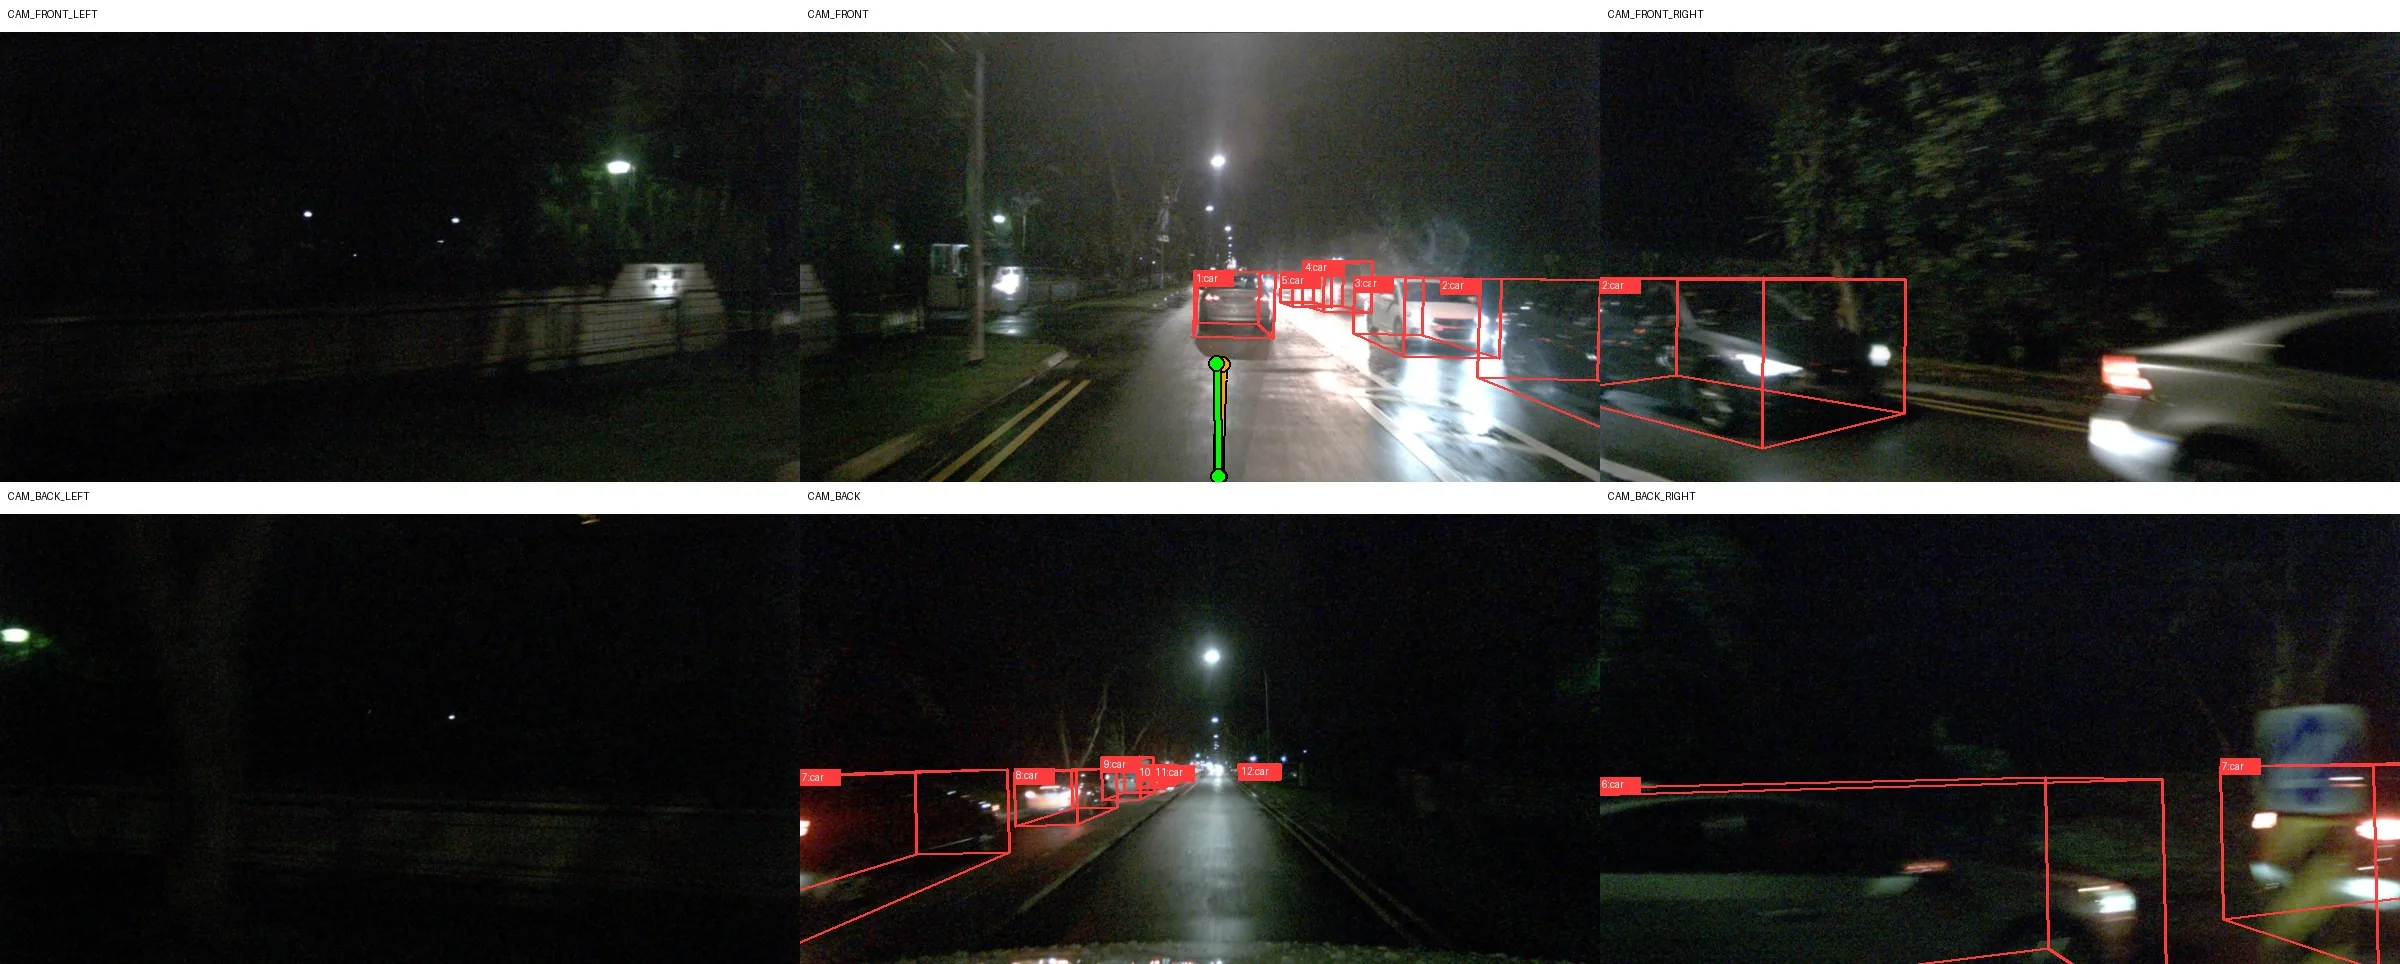 CAM_FRONT_LEFT
CAM_FRONT
CAM_FRONT_RIGHT
1:car
5:car
4:car
3:car
2:car
2:car
CAM_BACK_LEFT
CAM_BACK
CAM_BACK_RIGHT
7:car
8:car
9:car
10
11:car
12:car
6:car
7:car